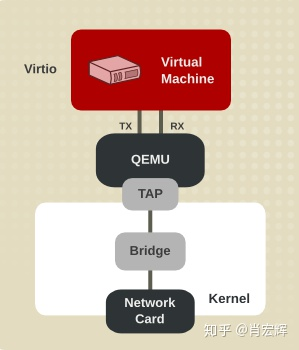 Virtio
Virtual
Machine
TX
RX
QEMU
TAP
Bridge
Network
Card
Kernel
知乎 @肖宏辉